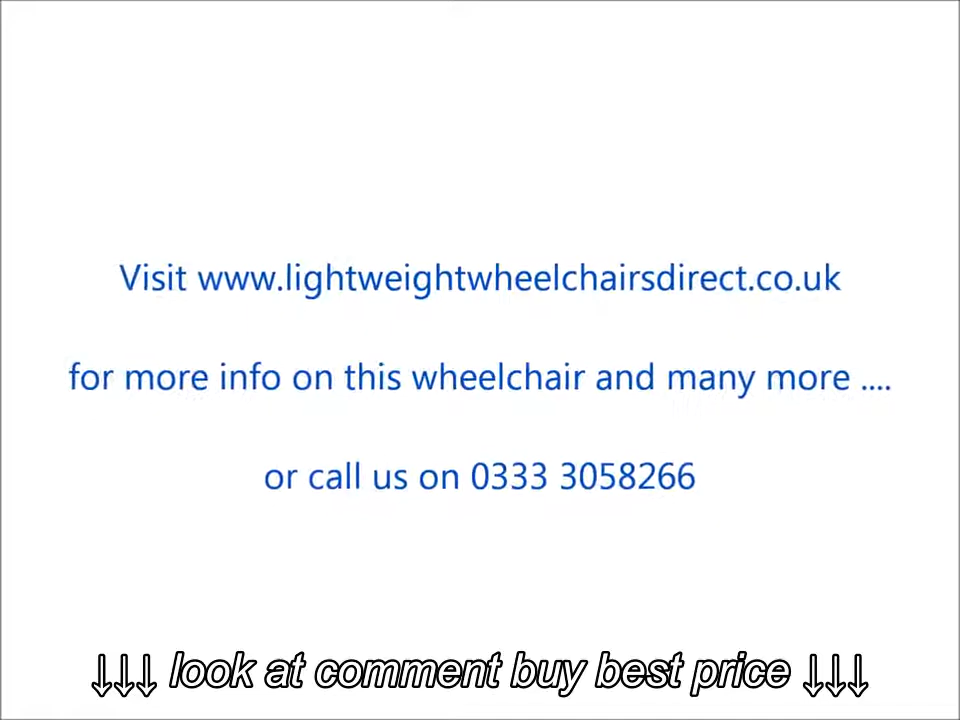 Visit www.lightweightwheelchairsdirect.co.uk
for more info on this wheelchair and many more ....
or call us on 0333 3058266
↓↓↓ look at comment buy best price ↓↓↓